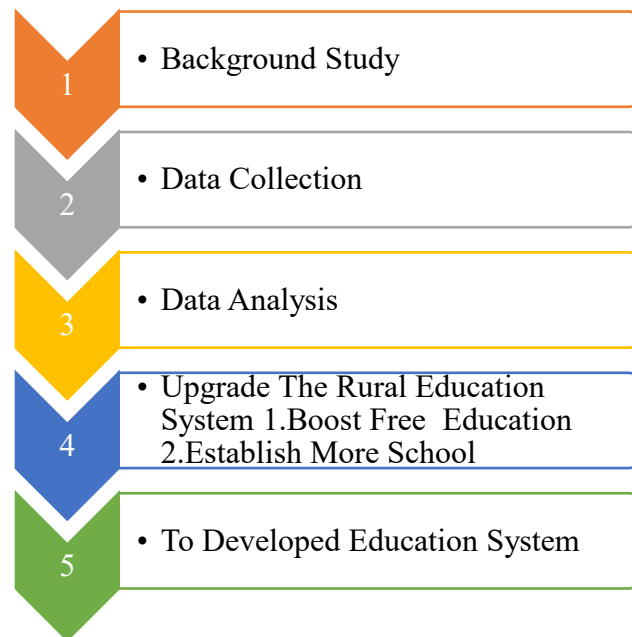 1
• Background Study
2
• Data Collection
3
• Data Analysis
4
• Upgrade The Rural Education
System 1.Boost Free  Education
2.Establish More School
5
• To Developed Education System